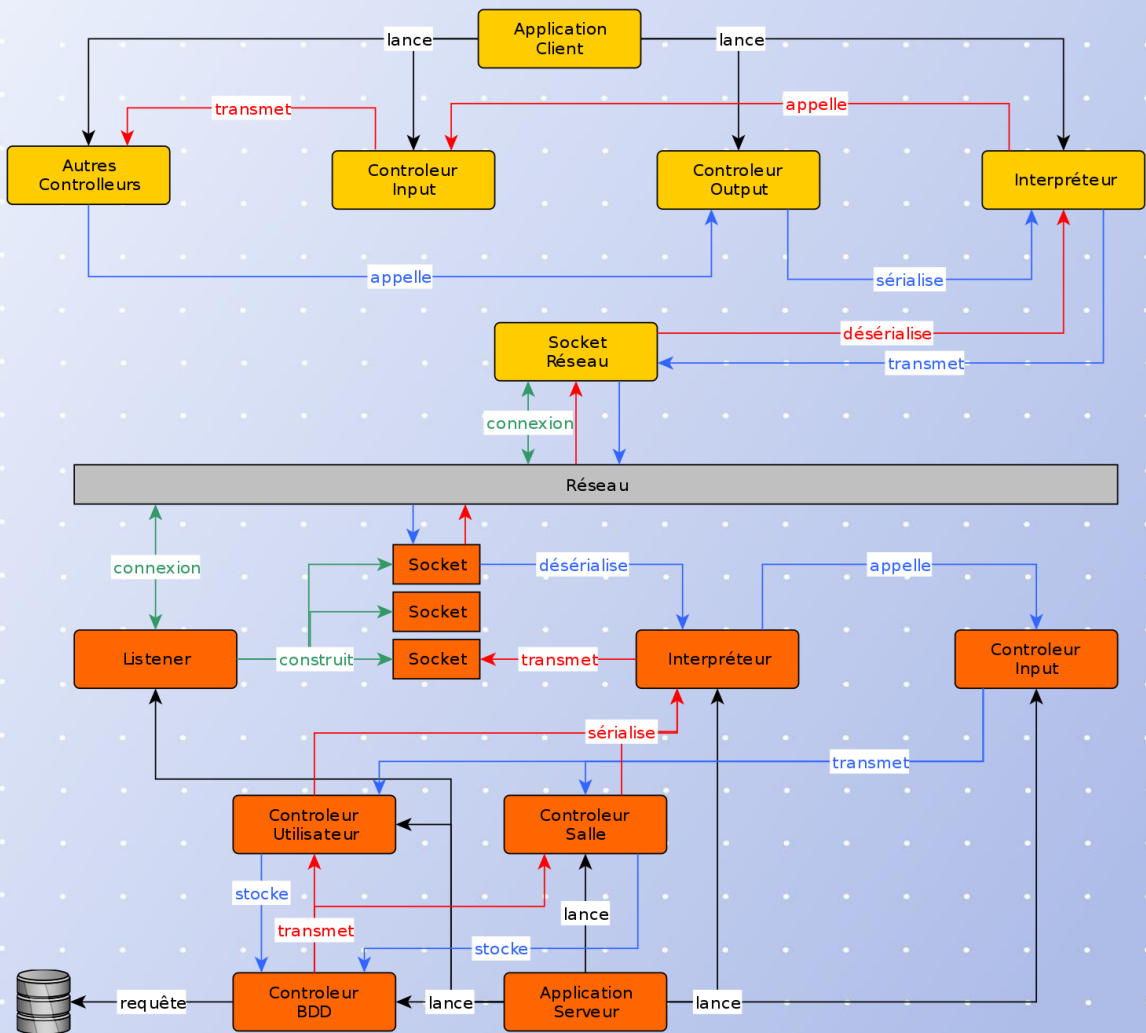 Application
Client
lance
lance
transmet
appelle
Autres
Controlleurs
Controleur
Input
Controleur
Output
Interpréteur
appelle
sérialise
Socket
Réseau
désérialise
transmet
connexion
Réseau
connexion
Socket
désérialise
appelle
Socket
Listener
construit
Socket
transmet
Interpréteur
Controleur
Input
sérialise
transmet
Controleur
Utilisateur
Controleur
Salle
stocke
lance
transmet
stocke
requête
Controleur
BDD
lance
Application
Serveur
lance